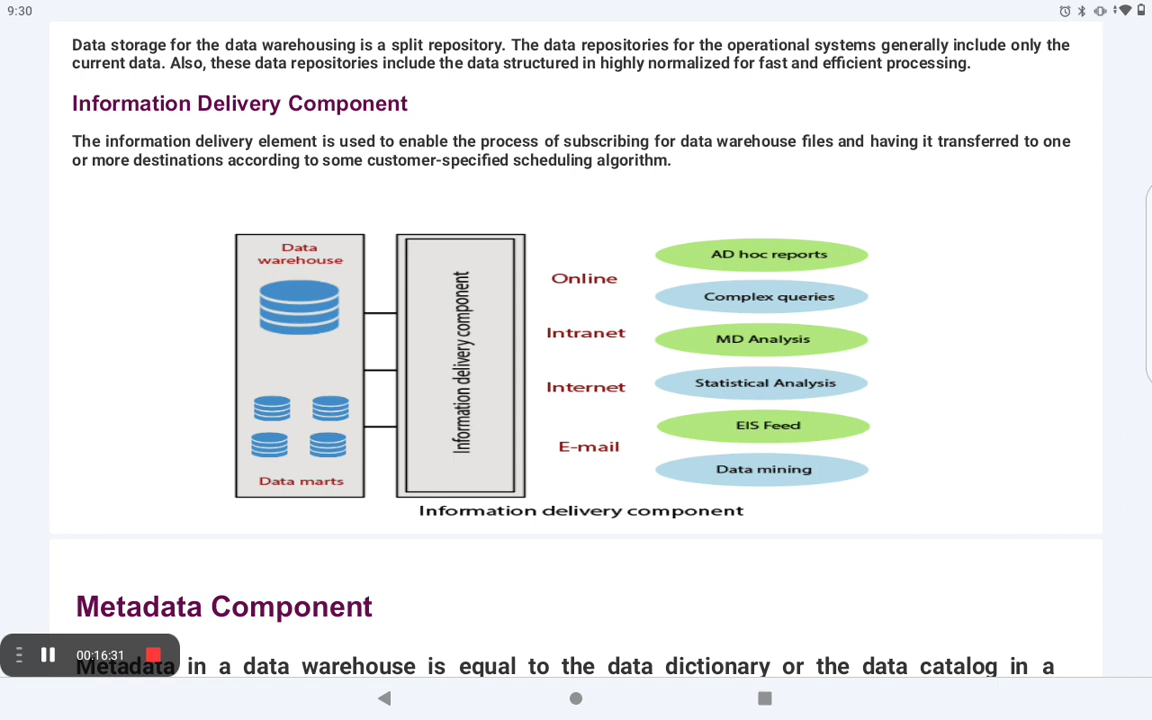 9:30
Data storage for the data warehousing is a split repository. The data repositories for the operational systems generally include only the
current data. Also, these data repositories include the data structured in highly normalized for fast and efficient processing.
Information Delivery Component
The information delivery element is used to enable the process of subscribing for data warehouse files and having it transferred to one
or more destinations according to some customer-specified scheduling algorithm.
Data
warehouse
Data marts
Information delivery component
Online
Intranet
Internet
E-mail
AD hoc reports
Complex queries
MD Analysis
Statistical Analysis
EIS Feed
Data mining
Information delivery component
Metadata Component
00:16:31
Metadata in a data warehouse is equal to the data dictionary or the data catalog in a